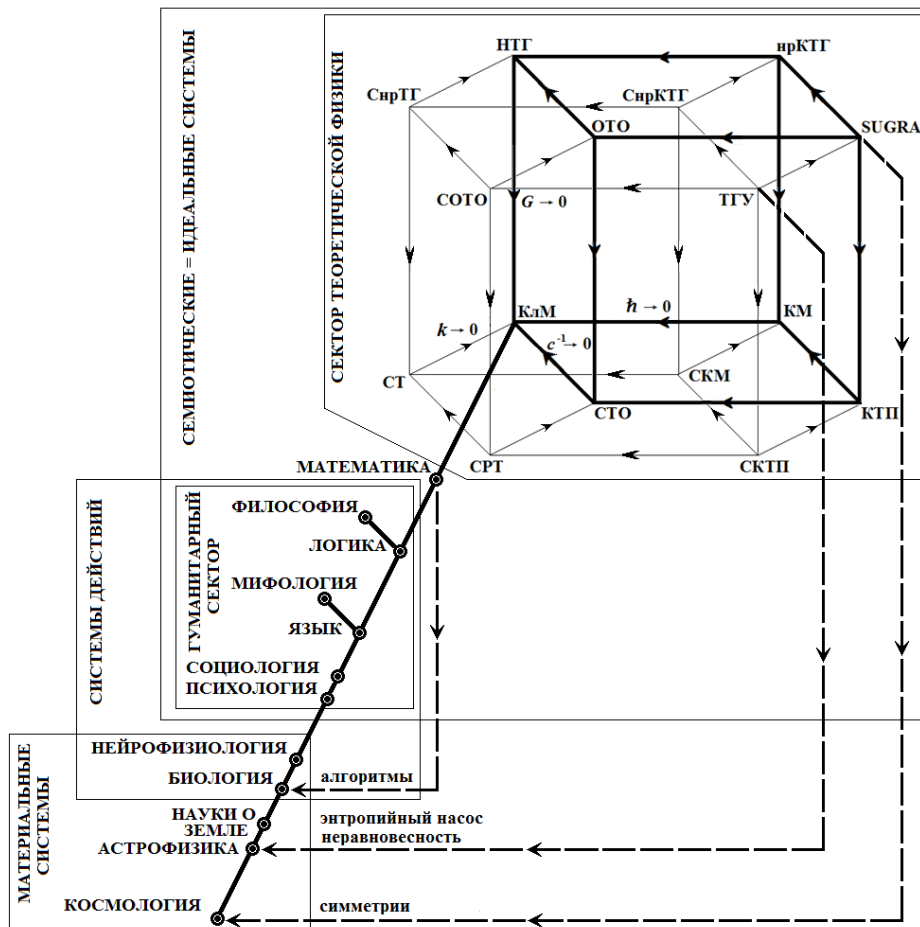 СЕМИОТИЧЕСКИЕ = ИДЕАЛЬНЫЕ СИСТЕМЫ
СЕКТОР ТЕОРЕТИЧЕСКОЙ ФИЗИКИ
НТГ
нрКТГ
СнрТГ
СнрКТГ
ОТО
SUGRA
СОТО
G → 0
ТГУ
КлМ
ħ → 0
КМ
k → 0
c⁻¹→ 0
СТ
СКМ
СТО
КТП
СРТ
СКТП
МАТЕМАТИКА
СИСТЕМЫ ДЕЙСТВИЙ
ГУМАНИТАРНЫЙ
СЕКТОР
ФИЛОСОФИЯ
ЛОГИКА
МИФОЛОГИЯ
ЯЗЫК
СОЦИОЛОГИЯ
ПСИХОЛОГИЯ
МАТЕРИАЛЬНЫЕ
СИСТЕМЫ
НЕЙРОФИЗИОЛОГИЯ
БИОЛОГИЯ
алгоритмы
НАУКИ О
ЗЕМЛЕ
энтропийный насос
неравновесность
АСТРОФИЗИКА
КОСМОЛОГИЯ
симметрии